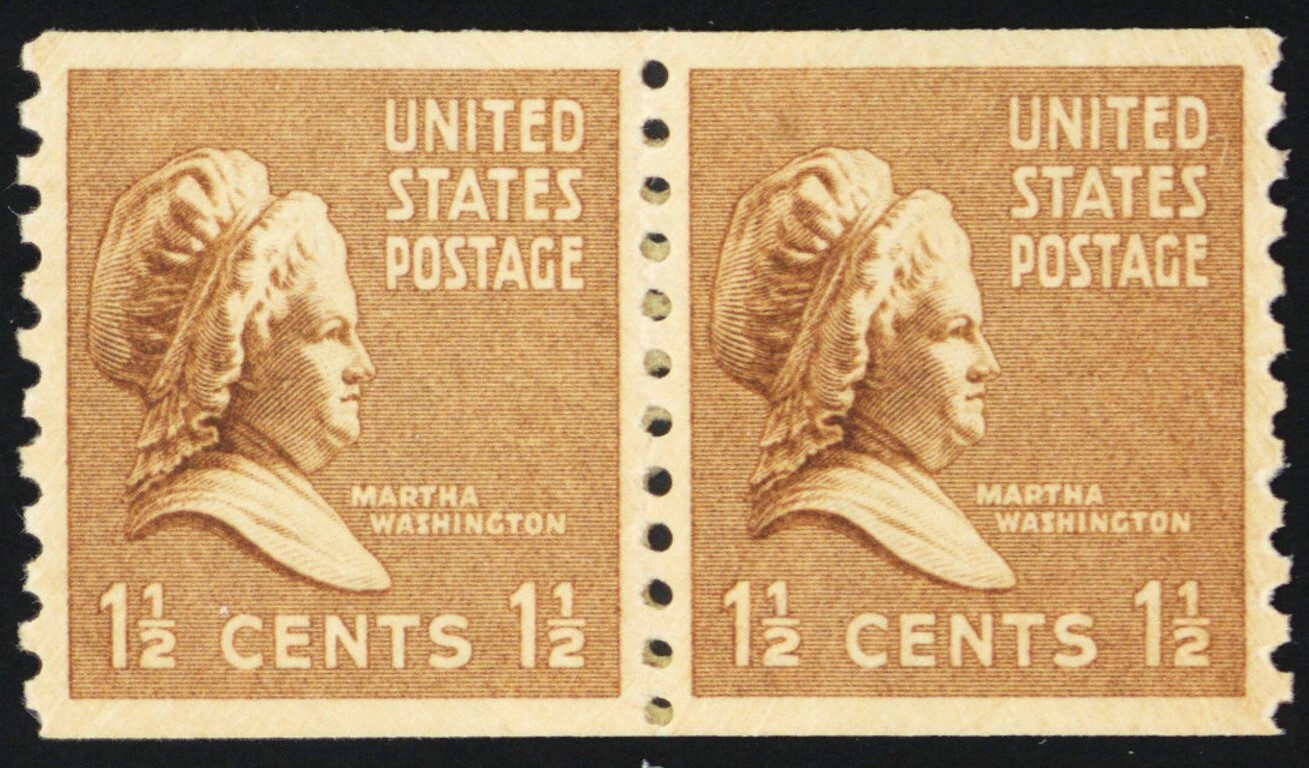 UNITED
STATES
POSTAGE
MARTHA
WASHINGTON
1½ CENTS 1½
UNITED
STATES
POSTAGE
MARTHA
WASHINGTON
1½ CENTS 1½